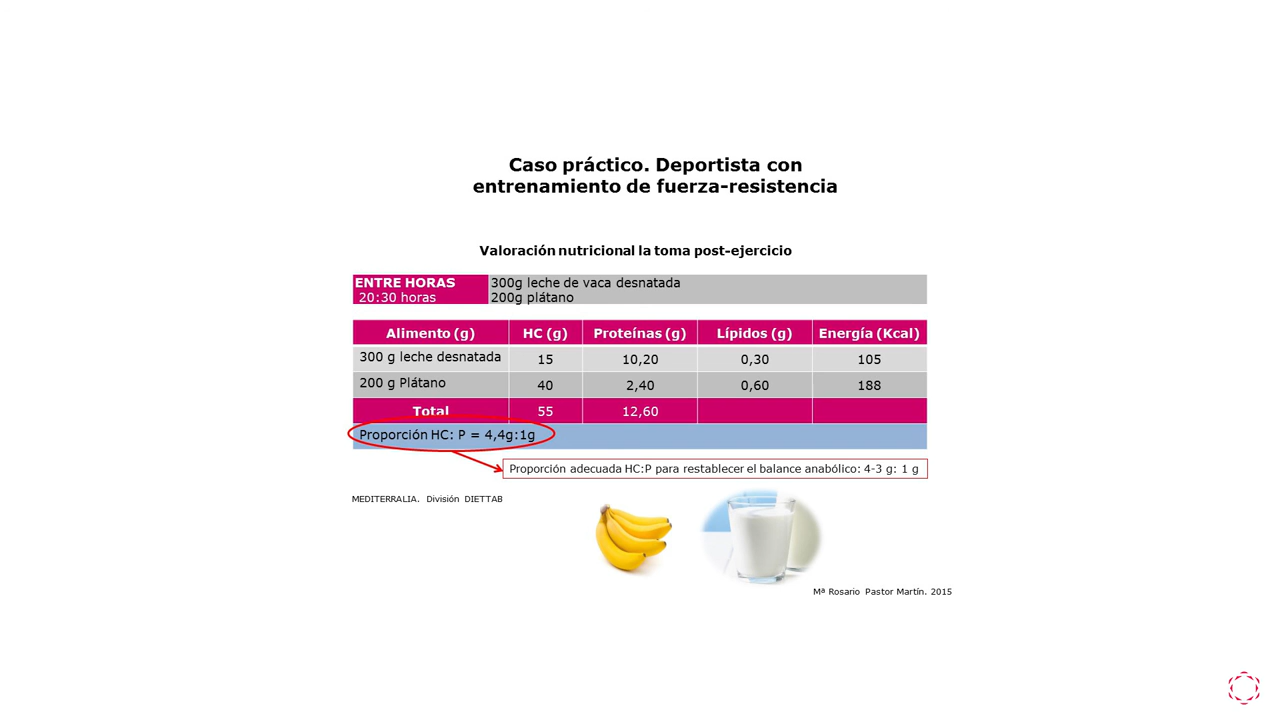 Caso práctico. Deportista con
entrenamiento de fuerza-resistencia
Valoración nutricional la toma post-ejercicio
ENTRE HORAS 300g leche de vaca desnatada
20:30 horas 200g plátano
Alimento (g) HC (g) Proteínas (g) Lípidos (g) Energía (Kcal)
300 g leche desnatada 15 10,20 0,30 105
200 g Plátano 40 2,40 0,60 188
Total 55 12,60
Proporción HC: P = 4,4g:1g
Proporción adecuada HC:P para restablecer el balance anabólico: 4-3 g: 1 g
MEDITERRALIA. División DIETTAB
Mª Rosario Pastor Martín. 2015